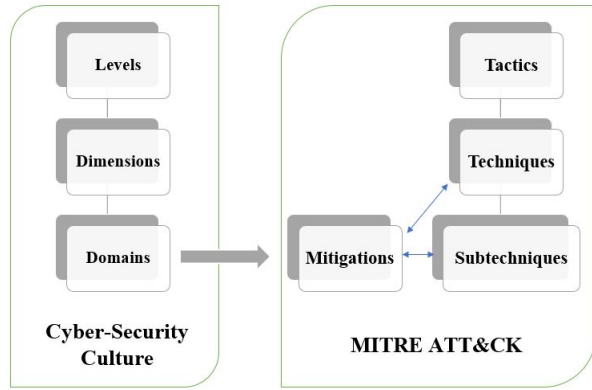 Levels
Dimensions
Domains
Cyber-Security
Culture
Tactics
Techniques
Mitigations
Subtechniques
MITRE ATT&CK